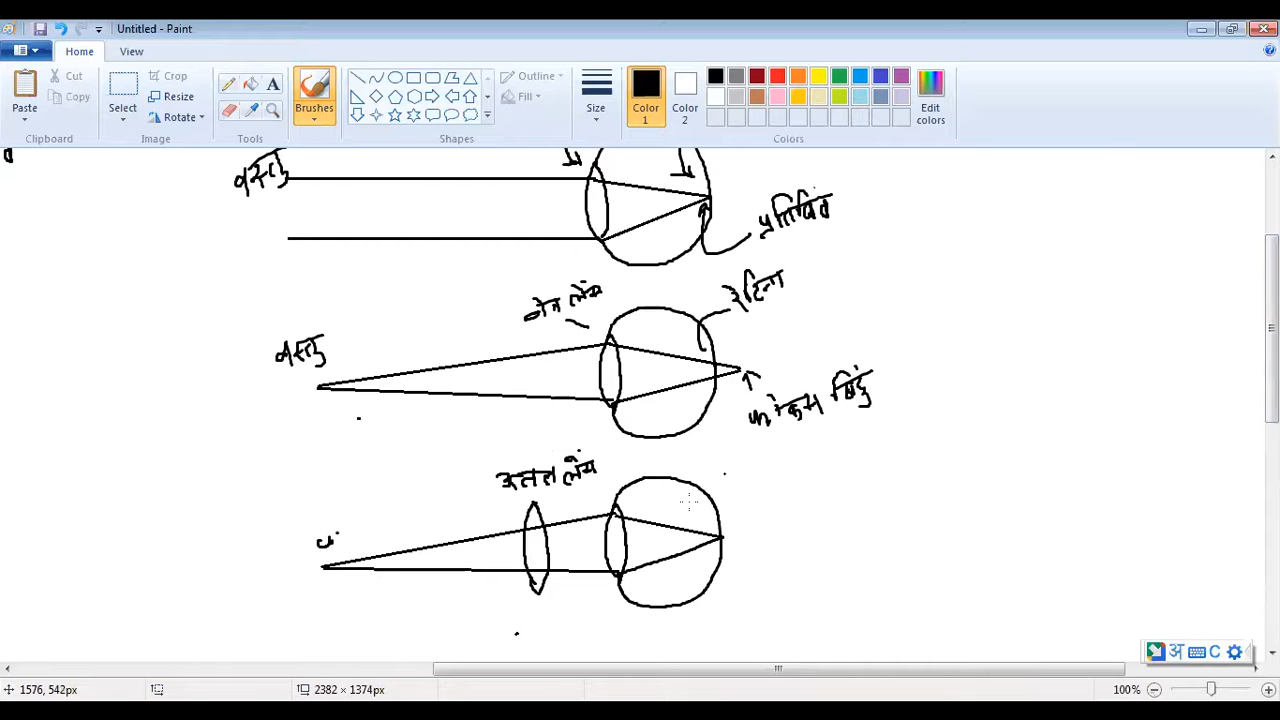 Untitled - Paint
Home
View
Paste
Cut
Copy
Clipboard
Select
Crop
Resize
Rotate
Image
Tools
Brushes
Shapes
Outline
Fill
Size
Color
1
Color
2
Colors
Edit
colors
वस्तु
प्रतिबिंब
नेत्र लेंस
रेटिना
वस्तु
फोकस बिंदु
उत्तल लेंस
अ
C
1576, 542px
2382 × 1374px
100%